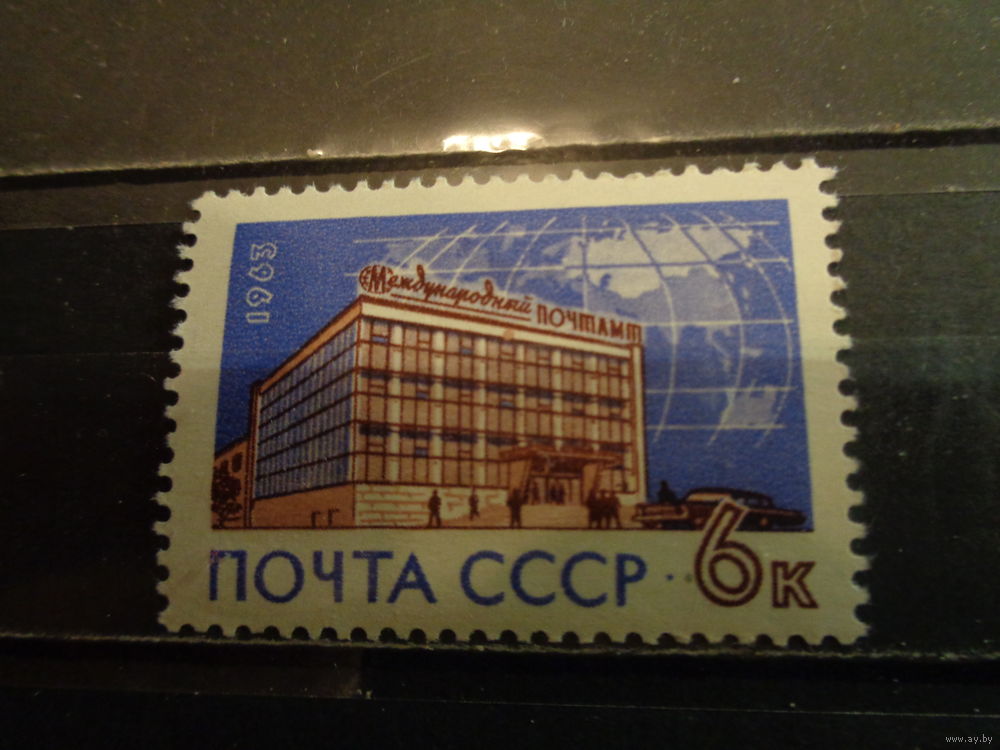 1963
Международный ПОЧТАМТ
ПОЧТА СССР · 6К
www.ay.by